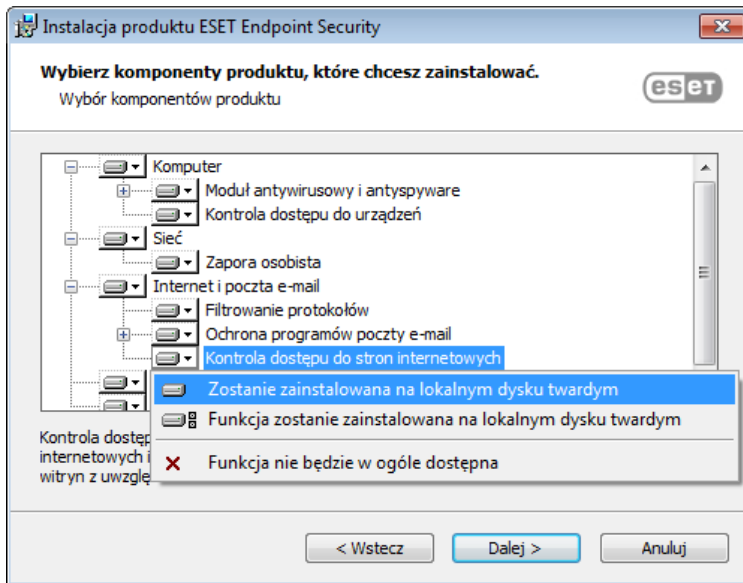 Instalacja produktu ESET Endpoint Security
Wybierz komponenty produktu, które chcesz zainstalować.
Wybór komponentów produktu
eset
Komputer
Moduł antywirusowy i antyspyware
Kontrola dostępu do urządzeń
Sieć
Zapora osobista
Internet i poczta e-mail
Filtrowanie protokołów
Ochrona programów poczty e-mail
Kontrola dostępu do stron internetowych
Zostanie zainstalowana na lokalnym dysku twardym
Funkcja zostanie zainstalowana na lokalnym dysku twardym
Funkcja nie będzie w ogóle dostępna
Kontrola dostęp
internetowych i
witryn z uwzglę
< Wstecz
Dalej >
Anuluj